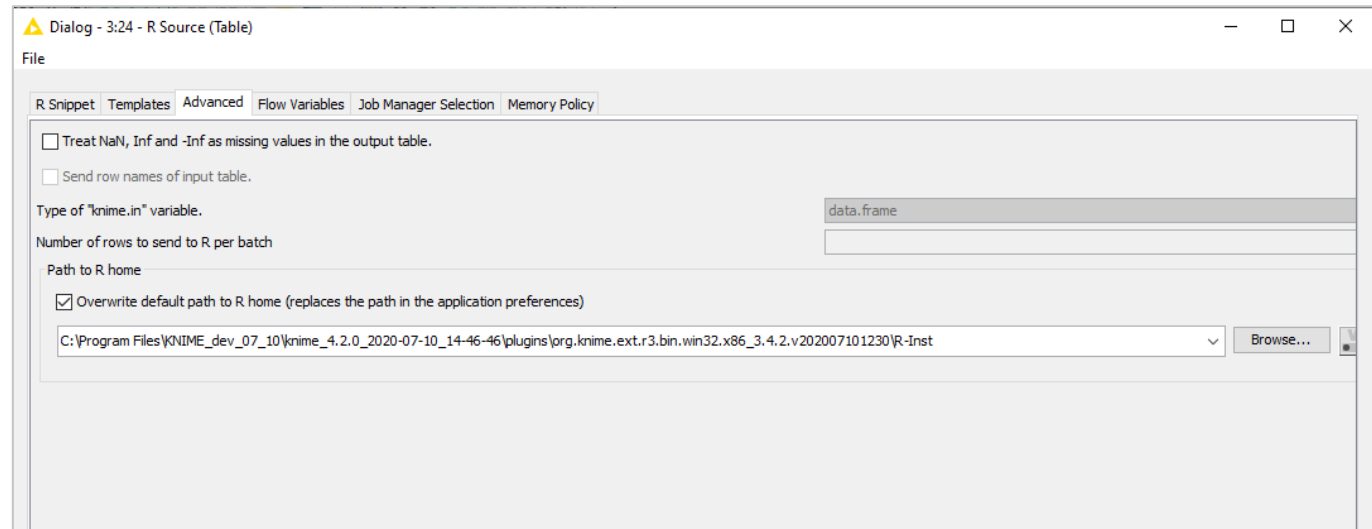 Dialog - 3:24 - R Source (Table)
File
R Snippet Templates Advanced Flow Variables Job Manager Selection Memory Policy
Treat NaN, Inf and -Inf as missing values in the output table.
Send row names of input table.
Type of "knime.in" variable. data.frame
Number of rows to send to R per batch
Path to R home
Overwrite default path to R home (replaces the path in the application preferences)
C:\Program Files\KNIME_dev_07_10\knime_4.2.0_2020-07-10_14-46-46\plugins\org.knime.ext.r3.bin.win32.x86_3.4.2.v202007101230\R-Inst Browse...